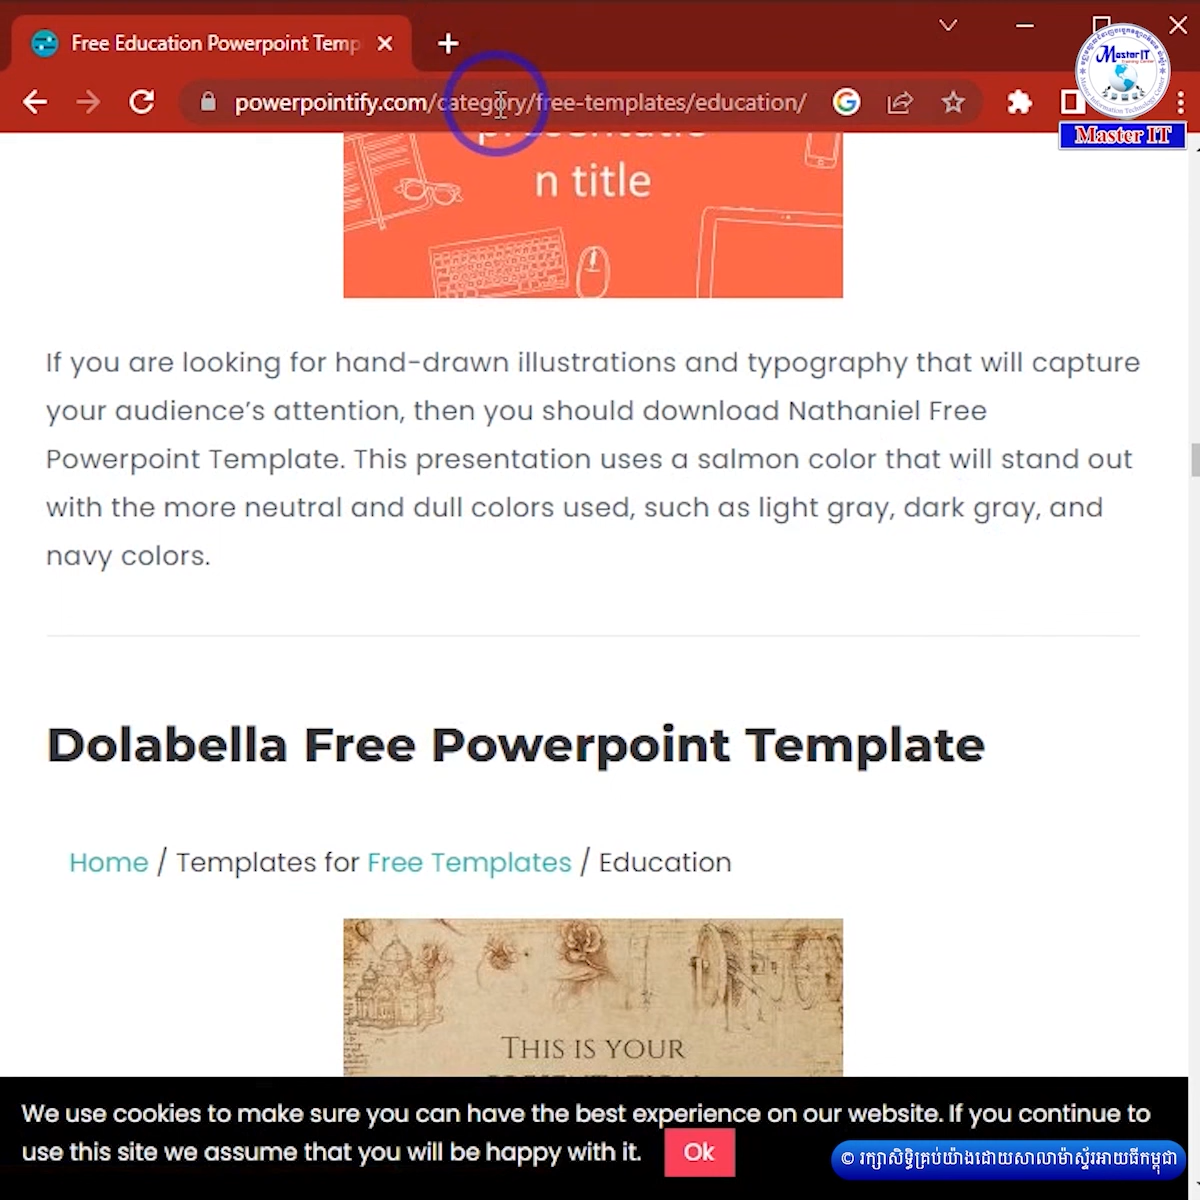 Free Education Powerpoint Temp
powerpointify.com/category/free-templates/education/
Master IT
Training Center
Master IT
n title
If you are looking for hand-drawn illustrations and typography that will capture
your audience's attention, then you should download Nathaniel Free
Powerpoint Template. This presentation uses a salmon color that will stand out
with the more neutral and dull colors used, such as light gray, dark gray, and
navy colors.
Dolabella Free Powerpoint Template
Home / Templates for Free Templates / Education
THIS IS YOUR
We use cookies to make sure you can have the best experience on our website. If you continue to
use this site we assume that you will be happy with it.
Ok
© រក្សាសិទ្ធិគ្រប់យ៉ាងដោយសាលាម៉ាស្ទ័រអាយធីកម្ពុជា